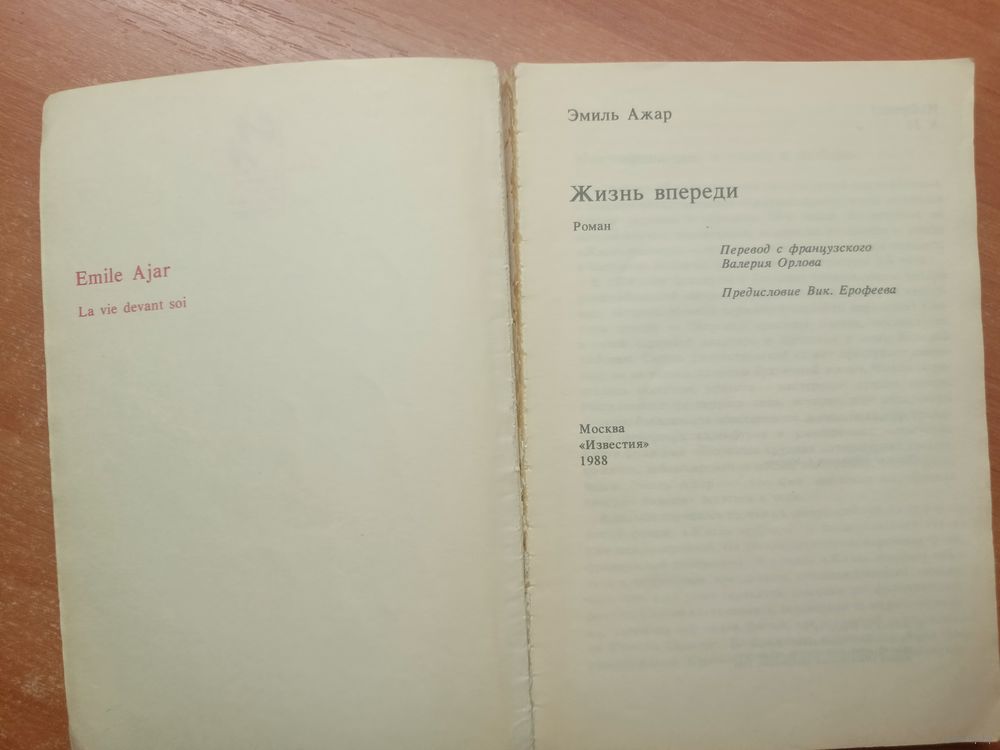 Emile Ajar
La vie devant soi
Эмиль Ажар
Жизнь впереди
Роман
Перевод с французского
Валерия Орлова
Предисловие Вик. Ерофеева
Москва
«Известия»
1988